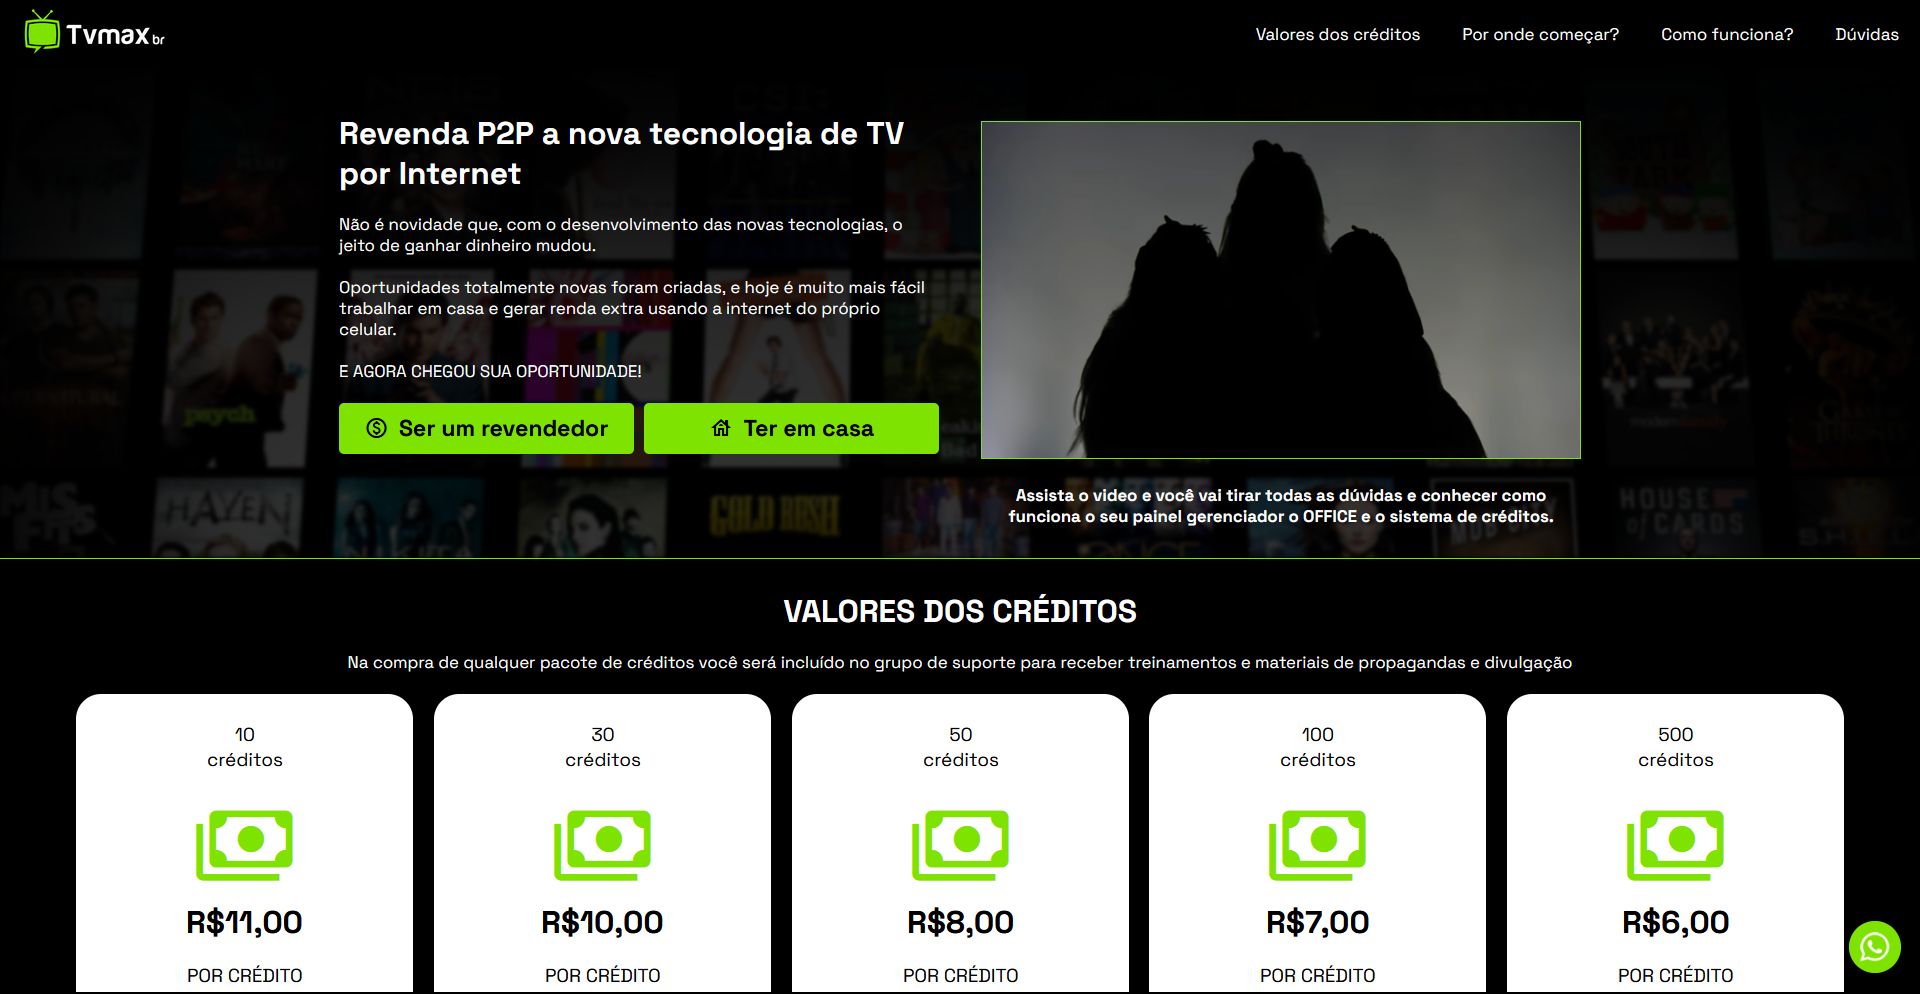 Tvmax br
Valores dos créditos
Por onde começar?
Como funciona?
Dúvidas
Revenda P2P a nova tecnologia de TV
por Internet
Não é novidade que, com o desenvolvimento das novas tecnologias, o
jeito de ganhar dinheiro mudou.
Oportunidades totalmente novas foram criadas, e hoje é muito mais fácil
trabalhar em casa e gerar renda extra usando a internet do próprio
celular.
E AGORA CHEGOU SUA OPORTUNIDADE!
Ser um revendedor
Ter em casa
Assista o video e você vai tirar todas as dúvidas e conhecer como
funciona o seu painel gerenciador o OFFICE e o sistema de créditos.
psych
MIS
FITS
HAVEN
NIKITA
GOLD RUSH
HOUSE
of CARDS
VALORES DOS CRÉDITOS
Na compra de qualquer pacote de créditos você será incluído no grupo de suporte para receber treinamentos e materiais de propagandas e divulgação
10
créditos
R$11,00
POR CRÉDITO
30
créditos
R$10,00
POR CRÉDITO
50
créditos
R$8,00
POR CRÉDITO
100
créditos
R$7,00
POR CRÉDITO
500
créditos
R$6,00
POR CRÉDITO